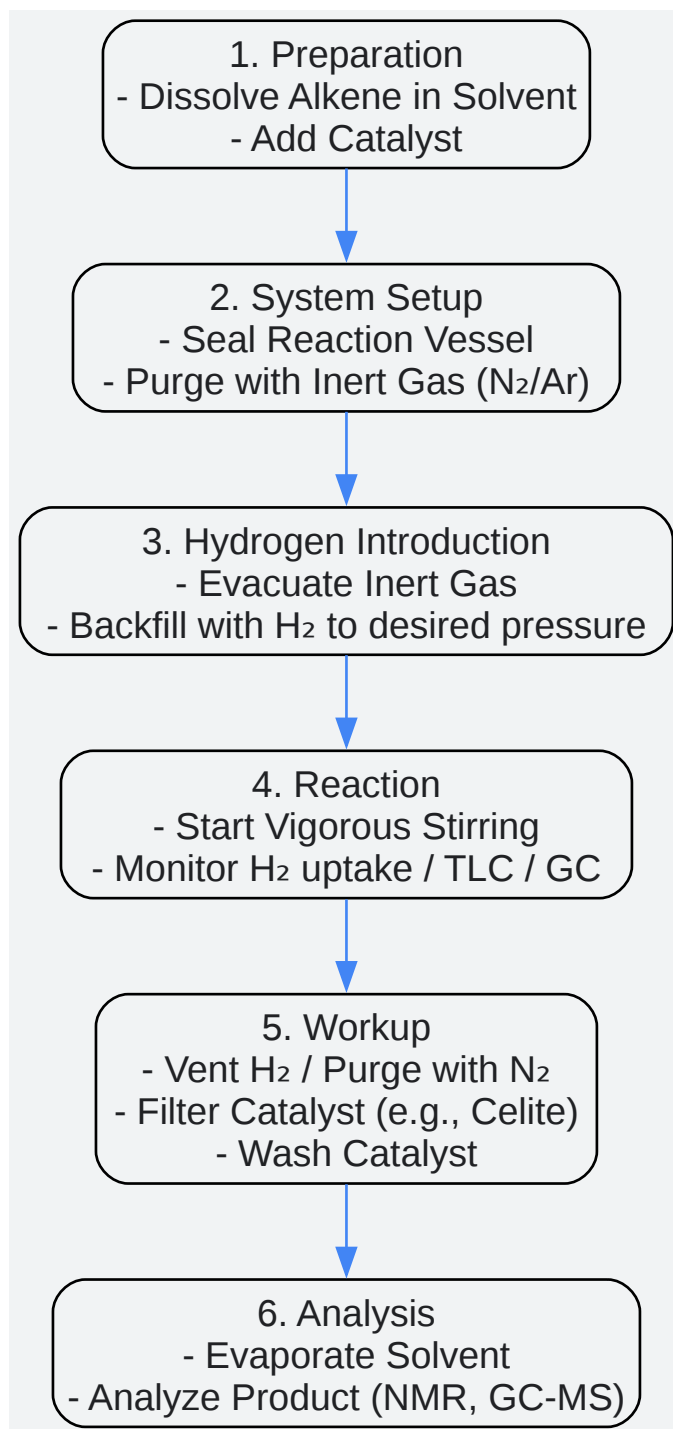 1. Preparation
- Dissolve Alkene in Solvent
- Add Catalyst
2. System Setup
- Seal Reaction Vessel
- Purge with Inert Gas (N₂/Ar)
3. Hydrogen Introduction
- Evacuate Inert Gas
- Backfill with H₂ to desired pressure
4. Reaction
- Start Vigorous Stirring
- Monitor H₂ uptake / TLC / GC
5. Workup
- Vent H₂ / Purge with N₂
- Filter Catalyst (e.g., Celite)
- Wash Catalyst
6. Analysis
- Evaporate Solvent
- Analyze Product (NMR, GC-MS)